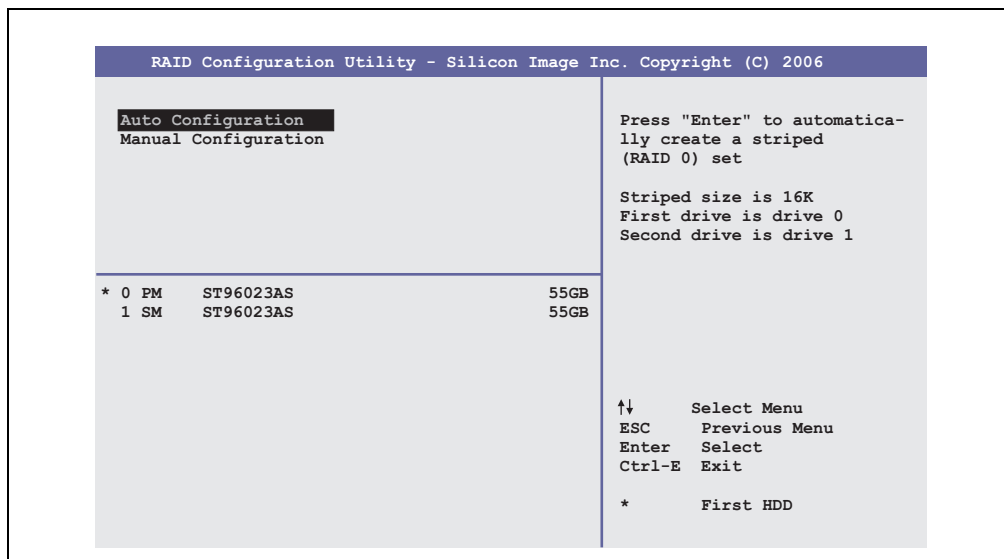 RAID Configuration Utility - Silicon Image Inc. Copyright (C) 2006
Auto Configuration
Manual Configuration
* 0 PM ST96023AS 55GB
1 SM ST96023AS 55GB
Press "Enter" to automatica-
lly create a striped
(RAID 0) set
Striped size is 16K
First drive is drive 0
Second drive is drive 1
↑↓ Select Menu
ESC Previous Menu
Enter Select
Ctrl-E Exit
* First HDD